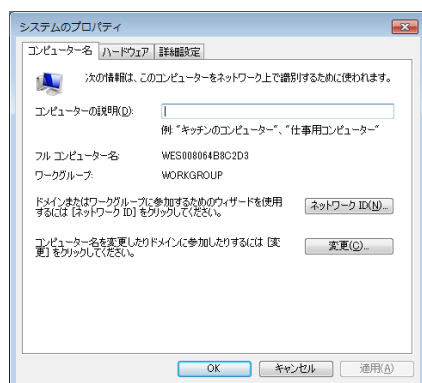 システムのプロパティ
コンピューター名 ハードウェア 詳細設定
次の情報は、このコンピューターをネットワーク上で識別するために使われます。
コンピューターの説明(D):
例: "キッチンのコンピューター"、"仕事用コンピューター"
フル コンピューター名: WES008064B8C2D3
ワークグループ: WORKGROUP
ドメインまたはワークグループに参加するためのウィザードを使用
するには [ネットワーク ID] をクリックしてください。
ネットワーク ID(N)...
コンピューター名を変更したりドメインに参加したりするには [変
更] をクリックしてください。
変更(C)...
OK キャンセル 適用(A)